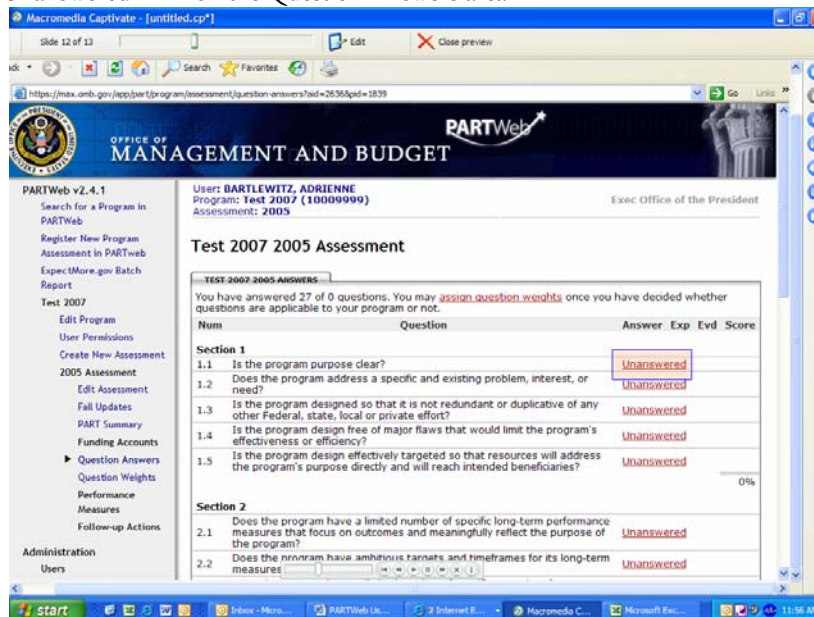 Macromedia Captivate - [untitled.cp*]
Slide 12 of 13
Edit
Close preview
Search
Favorites
https://max.omb.gov/app/part/program/assessment/question-answers?aid=2636&pid=1839
Go
Links
OFFICE OF
MANAGEMENT AND BUDGET
PARTWeb
PARTWeb v2.4.1
Search for a Program in
PARTWeb
Register New Program
Assessment in PARTweb
ExpectMore.gov Batch
Report
Test 2007
Edit Program
User Permissions
Create New Assessment
2005 Assessment
Edit Assessment
Fall Updates
PART Summary
Funding Accounts
Question Answers
Question Weights
Performance
Measures
Follow-up Actions
Administration
Users
User: BARTLEWITZ, ADRIENNE
Program: Test 2007 (10009999)
Assessment: 2005
Exec Office of the President
Test 2007 2005 Assessment
TEST 2007 2005 ANSWERS
You have answered 27 of 0 questions. You may assign question weights once you have decided whether
questions are applicable to your program or not.
Num Question Answer Exp Evd Score
Section 1
1.1 Is the program purpose clear? Unanswered
1.2 Does the program address a specific and existing problem, interest, or
need? Unanswered
1.3 Is the program designed so that it is not redundant or duplicative of any
other Federal, state, local or private effort? Unanswered
1.4 Is the program design free of major flaws that would limit the program's
effectiveness or efficiency? Unanswered
1.5 Is the program design effectively targeted so that resources will address
the program's purpose directly and will reach intended beneficiaries? Unanswered
0%
Section 2
2.1 Does the program have a limited number of specific long-term performance
measures that focus on outcomes and meaningfully reflect the purpose of
the program? Unanswered
2.2 Does the program have ambitious targets and timeframes for its long-term
measures Unanswered
start
Inbox - Micro...
PARTWeb Us...
2 Internet E...
Macromedia C...
Microsoft Exc...
11:56 AM